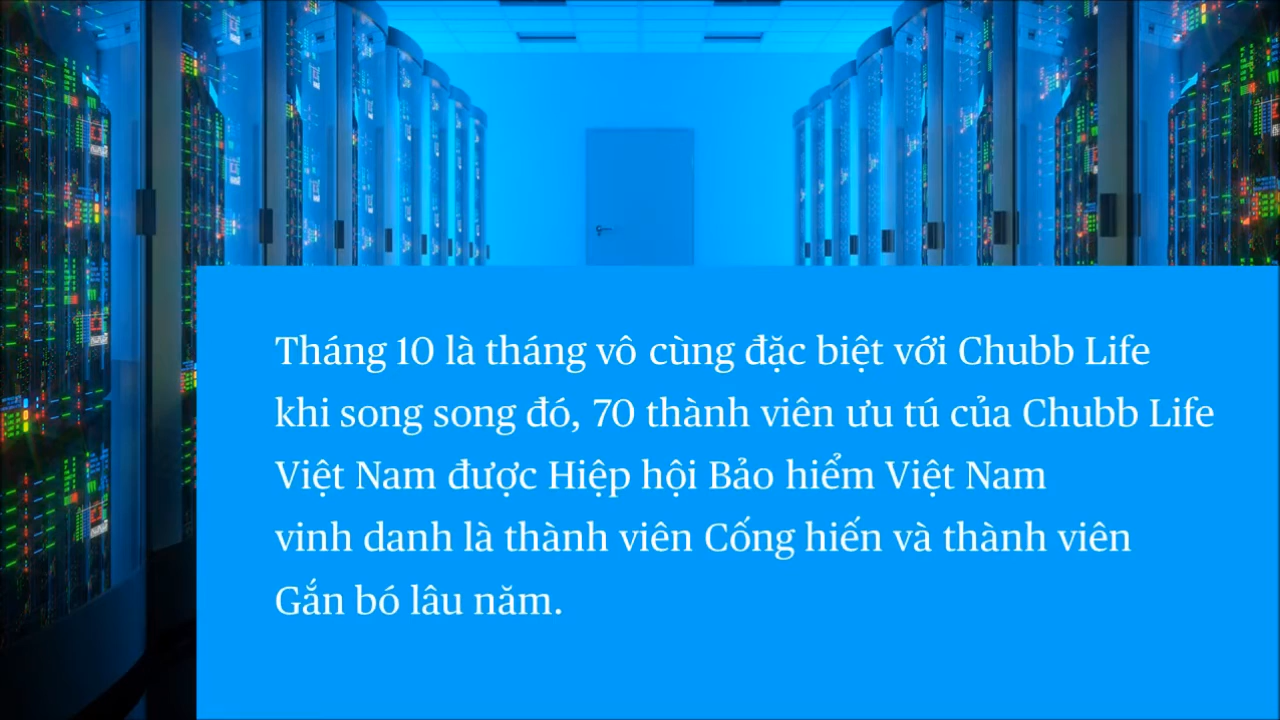 Tháng 10 là tháng vô cùng đặc biệt với Chubb Life
khi song song đó, 70 thành viên ưu tú của Chubb Life
Việt Nam được Hiệp hội Bảo hiểm Việt Nam
vinh danh là thành viên Cống hiến và thành viên
Gắn bó lâu năm.